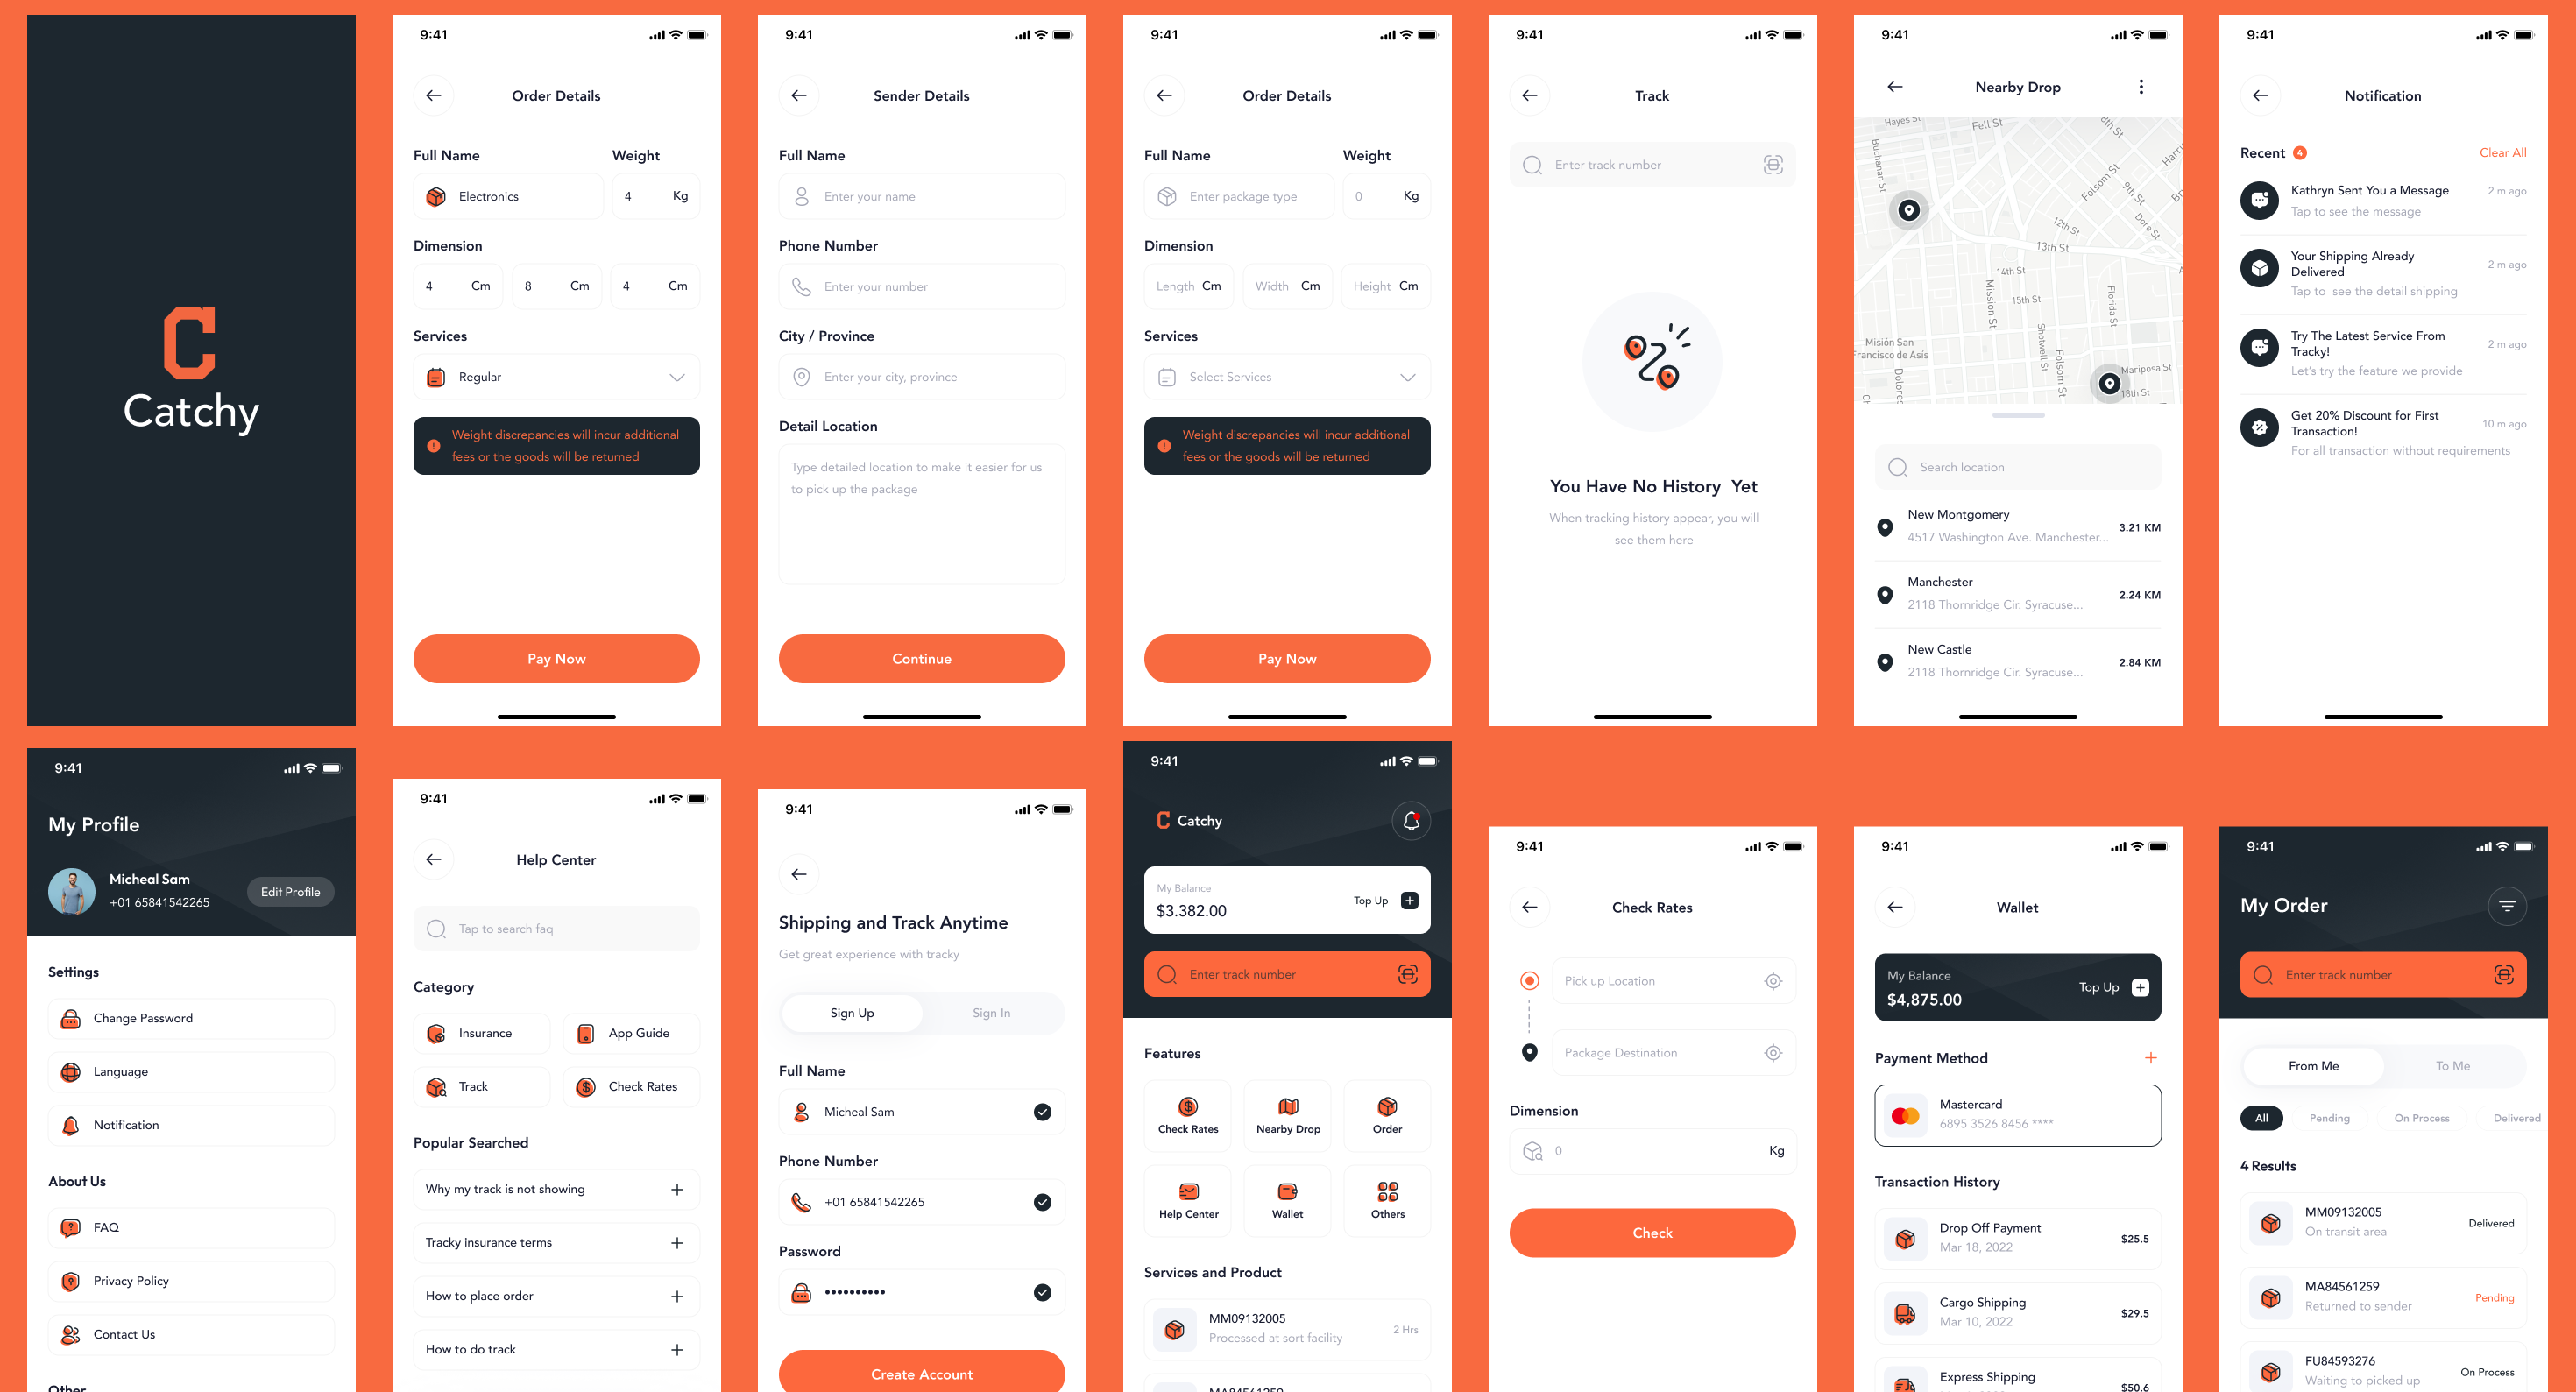 C
Catchy
9:41
Order Details
Full Name
Weight
Electronics
4 Kg
Dimension
4 Cm
8 Cm
4 Cm
Services
Regular
Weight discrepancies will incur additional
fees or the goods will be returned
Pay Now
9:41
Sender Details
Full Name
Enter your name
Phone Number
Enter your number
City / Province
Enter your city, province
Detail Location
Type detailed location to make it easier for us
to pick up the package
Continue
9:41
Order Details
Full Name
Weight
Enter package type
0 Kg
Dimension
Length Cm
Width Cm
Height Cm
Services
Select Services
Weight discrepancies will incur additional
fees or the goods will be returned
Pay Now
9:41
Track
Enter track number
You Have No History Yet
When tracking history appear, you will
see them here
9:41
Nearby Drop
Hayes St
Fell St
8th St
Buchanan St
Folsom St
9th St
Dore St
12th St
13th St
14th St
Mission St
15th St
Florida St
Shotwell St
Folsom St
Misión San
Francisco de Asís
Dolores
Mariposa St
18th St
Search location
New Montgomery
4517 Washington Ave. Manchester...
3.21 KM
Manchester
2118 Thornridge Cir. Syracuse...
2.24 KM
New Castle
2118 Thornridge Cir. Syracuse...
2.84 KM
9:41
Notification
Recent 4
Clear All
Kathryn Sent You a Message
2 m ago
Tap to see the message
Your Shipping Already
Delivered
2 m ago
Tap to see the detail shipping
Try The Latest Service From
Tracky!
2 m ago
Let's try the feature we provide
Get 20% Discount for First
Transaction!
10 m ago
For all transaction without requirements
9:41
My Profile
Micheal Sam
+01 65841542265
Edit Profile
Settings
Change Password
Language
Notification
About Us
FAQ
Privacy Policy
Contact Us
Other
9:41
Help Center
Tap to search faq
Category
Insurance
App Guide
Track
Check Rates
Popular Searched
Why my track is not showing
Tracky insurance terms
How to place order
How to do track
9:41
Shipping and Track Anytime
Get great experience with tracky
Sign Up
Sign In
Full Name
Micheal Sam
Phone Number
+01 65841542265
Password
Create Account
9:41
C Catchy
My Balance
$3.382.00
Top Up
Enter track number
Features
Check Rates
Nearby Drop
Order
Help Center
Wallet
Others
Services and Product
MM09132005
Processed at sort facility
2 Hrs
MA84561259
9:41
Check Rates
Pick up Location
Package Destination
Dimension
0 Kg
Check
9:41
Wallet
My Balance
$4,875.00
Top Up
Payment Method
Mastercard
6895 3526 8456 ****
Transaction History
Drop Off Payment
Mar 18, 2022
$25.5
Cargo Shipping
Mar 10, 2022
$29.5
Express Shipping
$50.6
9:41
My Order
Enter track number
From Me
To Me
All
Pending
On Process
Delivered
4 Results
MM09132005
On transit area
Delivered
MA84561259
Returned to sender
Pending
FU84593276
Waiting to picked up
On Process